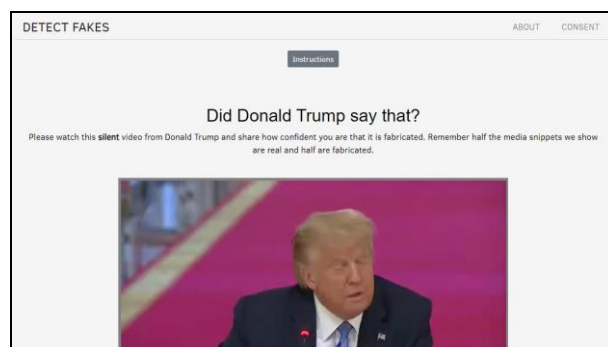 DETECT FAKES ABOUT CONSENT
Instructions
Did Donald Trump say that?
Please watch this silent video from Donald Trump and share how confident you are that it is fabricated. Remember half the media snippets we show
are real and half are fabricated.